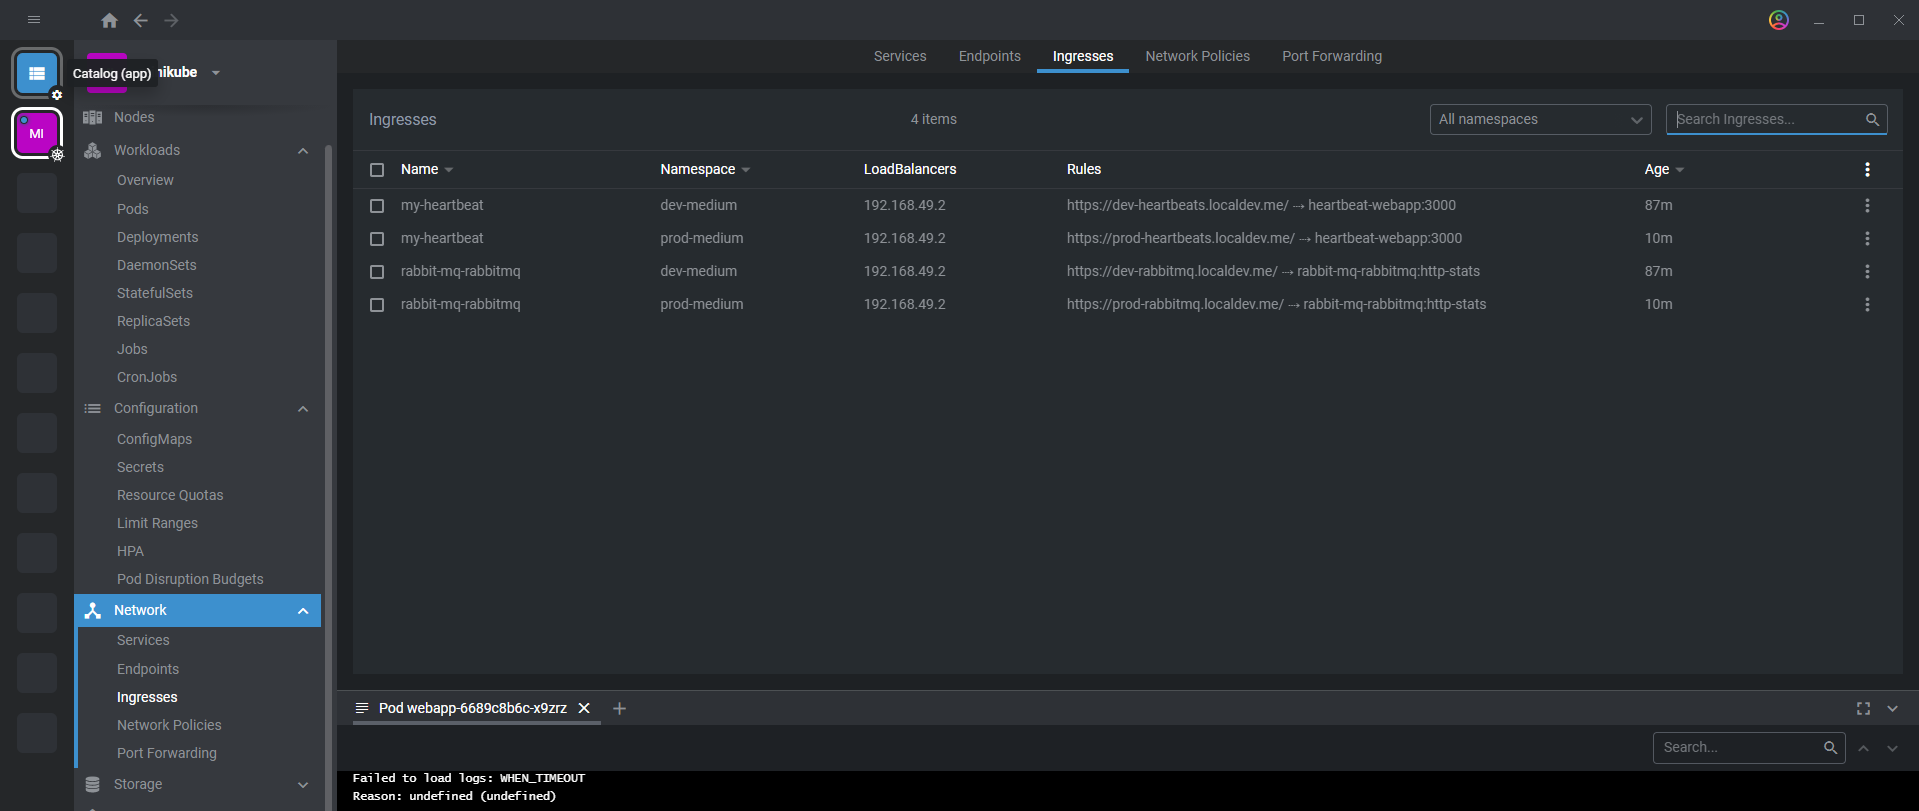 Services Endpoints Ingresses Network Policies Port Forwarding
Catalog (app)
nikube
MI
Nodes
Workloads
Overview
Pods
Deployments
DaemonSets
StatefulSets
ReplicaSets
Jobs
CronJobs
Configuration
ConfigMaps
Secrets
Resource Quotas
Limit Ranges
HPA
Pod Disruption Budgets
Network
Services
Endpoints
Ingresses
Network Policies
Port Forwarding
Storage
Ingresses 4 items All namespaces Search Ingresses...
Name Namespace LoadBalancers Rules Age
my-heartbeat dev-medium 192.168.49.2 https://dev-heartbeats.localdev.me/ ⇢ heartbeat-webapp:3000 87m
my-heartbeat prod-medium 192.168.49.2 https://prod-heartbeats.localdev.me/ ⇢ heartbeat-webapp:3000 10m
rabbit-mq-rabbitmq dev-medium 192.168.49.2 https://dev-rabbitmq.localdev.me/ ⇢ rabbit-mq-rabbitmq:http-stats 87m
rabbit-mq-rabbitmq prod-medium 192.168.49.2 https://prod-rabbitmq.localdev.me/ ⇢ rabbit-mq-rabbitmq:http-stats 10m
Pod webapp-6689c8b6c-x9zrz
Search...
Failed to load logs: WHEN_TIMEOUT
Reason: undefined (undefined)